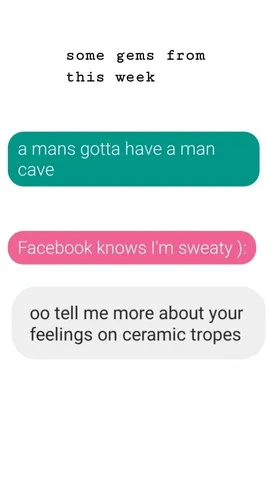 some gems from
this week
a mans gotta have a man
cave
Facebook knows I'm sweaty ):
oo tell me more about your
feelings on ceramic tropes